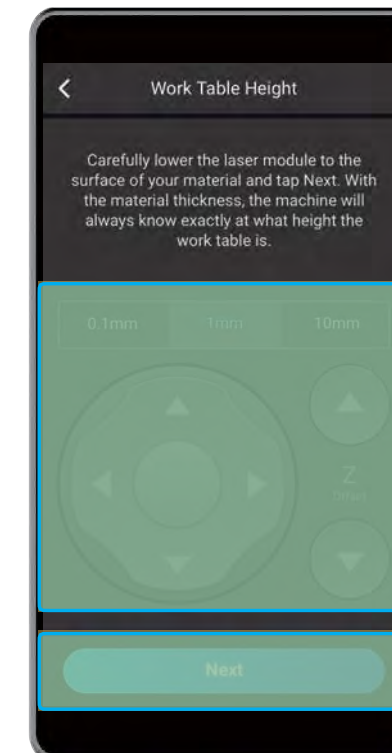 Work Table Height
Carefully lower the laser module to the
surface of your material and tap Next. With
the material thickness, the machine will
always know exactly at what height the
work table is.
0.1mm 1mm 10mm
Z
Next